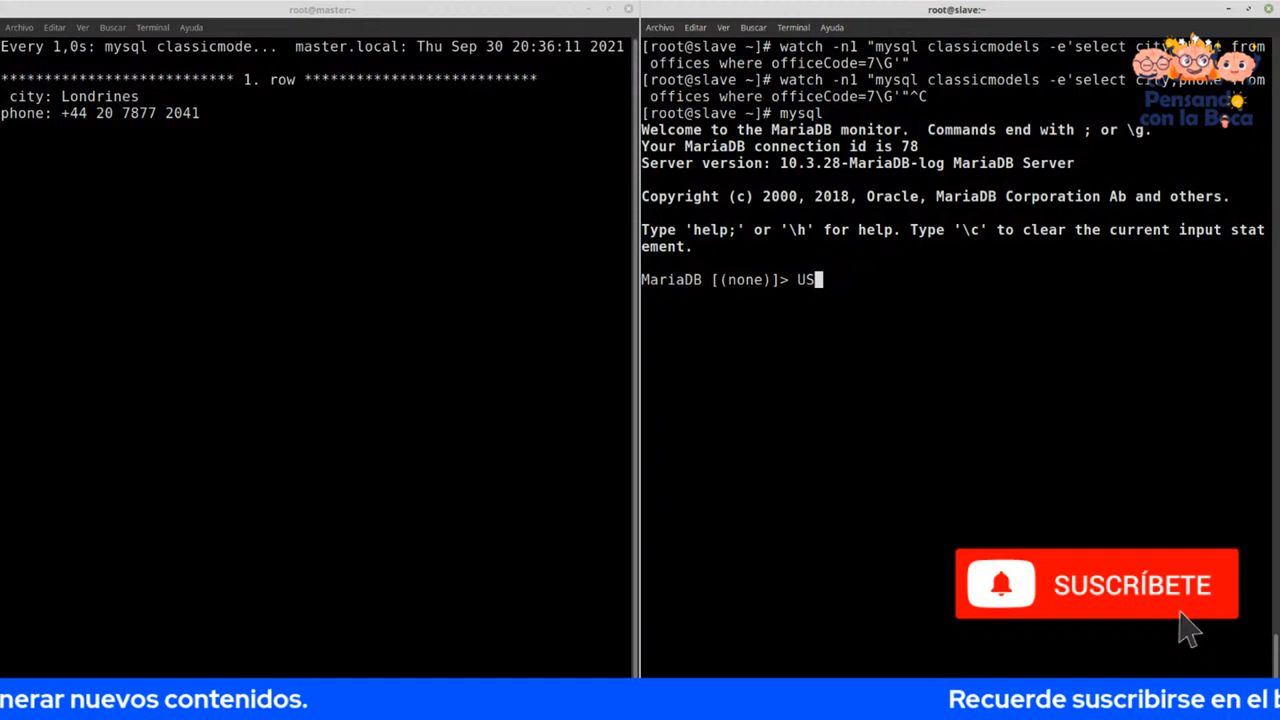 root@master:~
Archivo Editar Ver Buscar Terminal Ayuda
Every 1,0s: mysql classicmode... master.local: Thu Sep 30 20:36:11 2021
*************************** 1. row ***************************
city: Londrines
phone: +44 20 7877 2041
root@slave:~
Archivo Editar Ver Buscar Terminal Ayuda
[root@slave ~]# watch -n1 "mysql classicmodels -e'select city,phone from
offices where officeCode=7\G'"
[root@slave ~]# watch -n1 "mysql classicmodels -e'select city,phone from
offices where officeCode=7\G'"^C
[root@slave ~]# mysql
Welcome to the MariaDB monitor. Commands end with ; or \g.
Your MariaDB connection id is 78
Server version: 10.3.28-MariaDB-log MariaDB Server
Copyright (c) 2000, 2018, Oracle, MariaDB Corporation Ab and others.
Type 'help;' or '\h' for help. Type '\c' to clear the current input stat
ement.
MariaDB [(none)]> US
Pensando
con la Boca
SUSCRÍBETE
nerar nuevos contenidos.
Recuerde suscribirse en el b